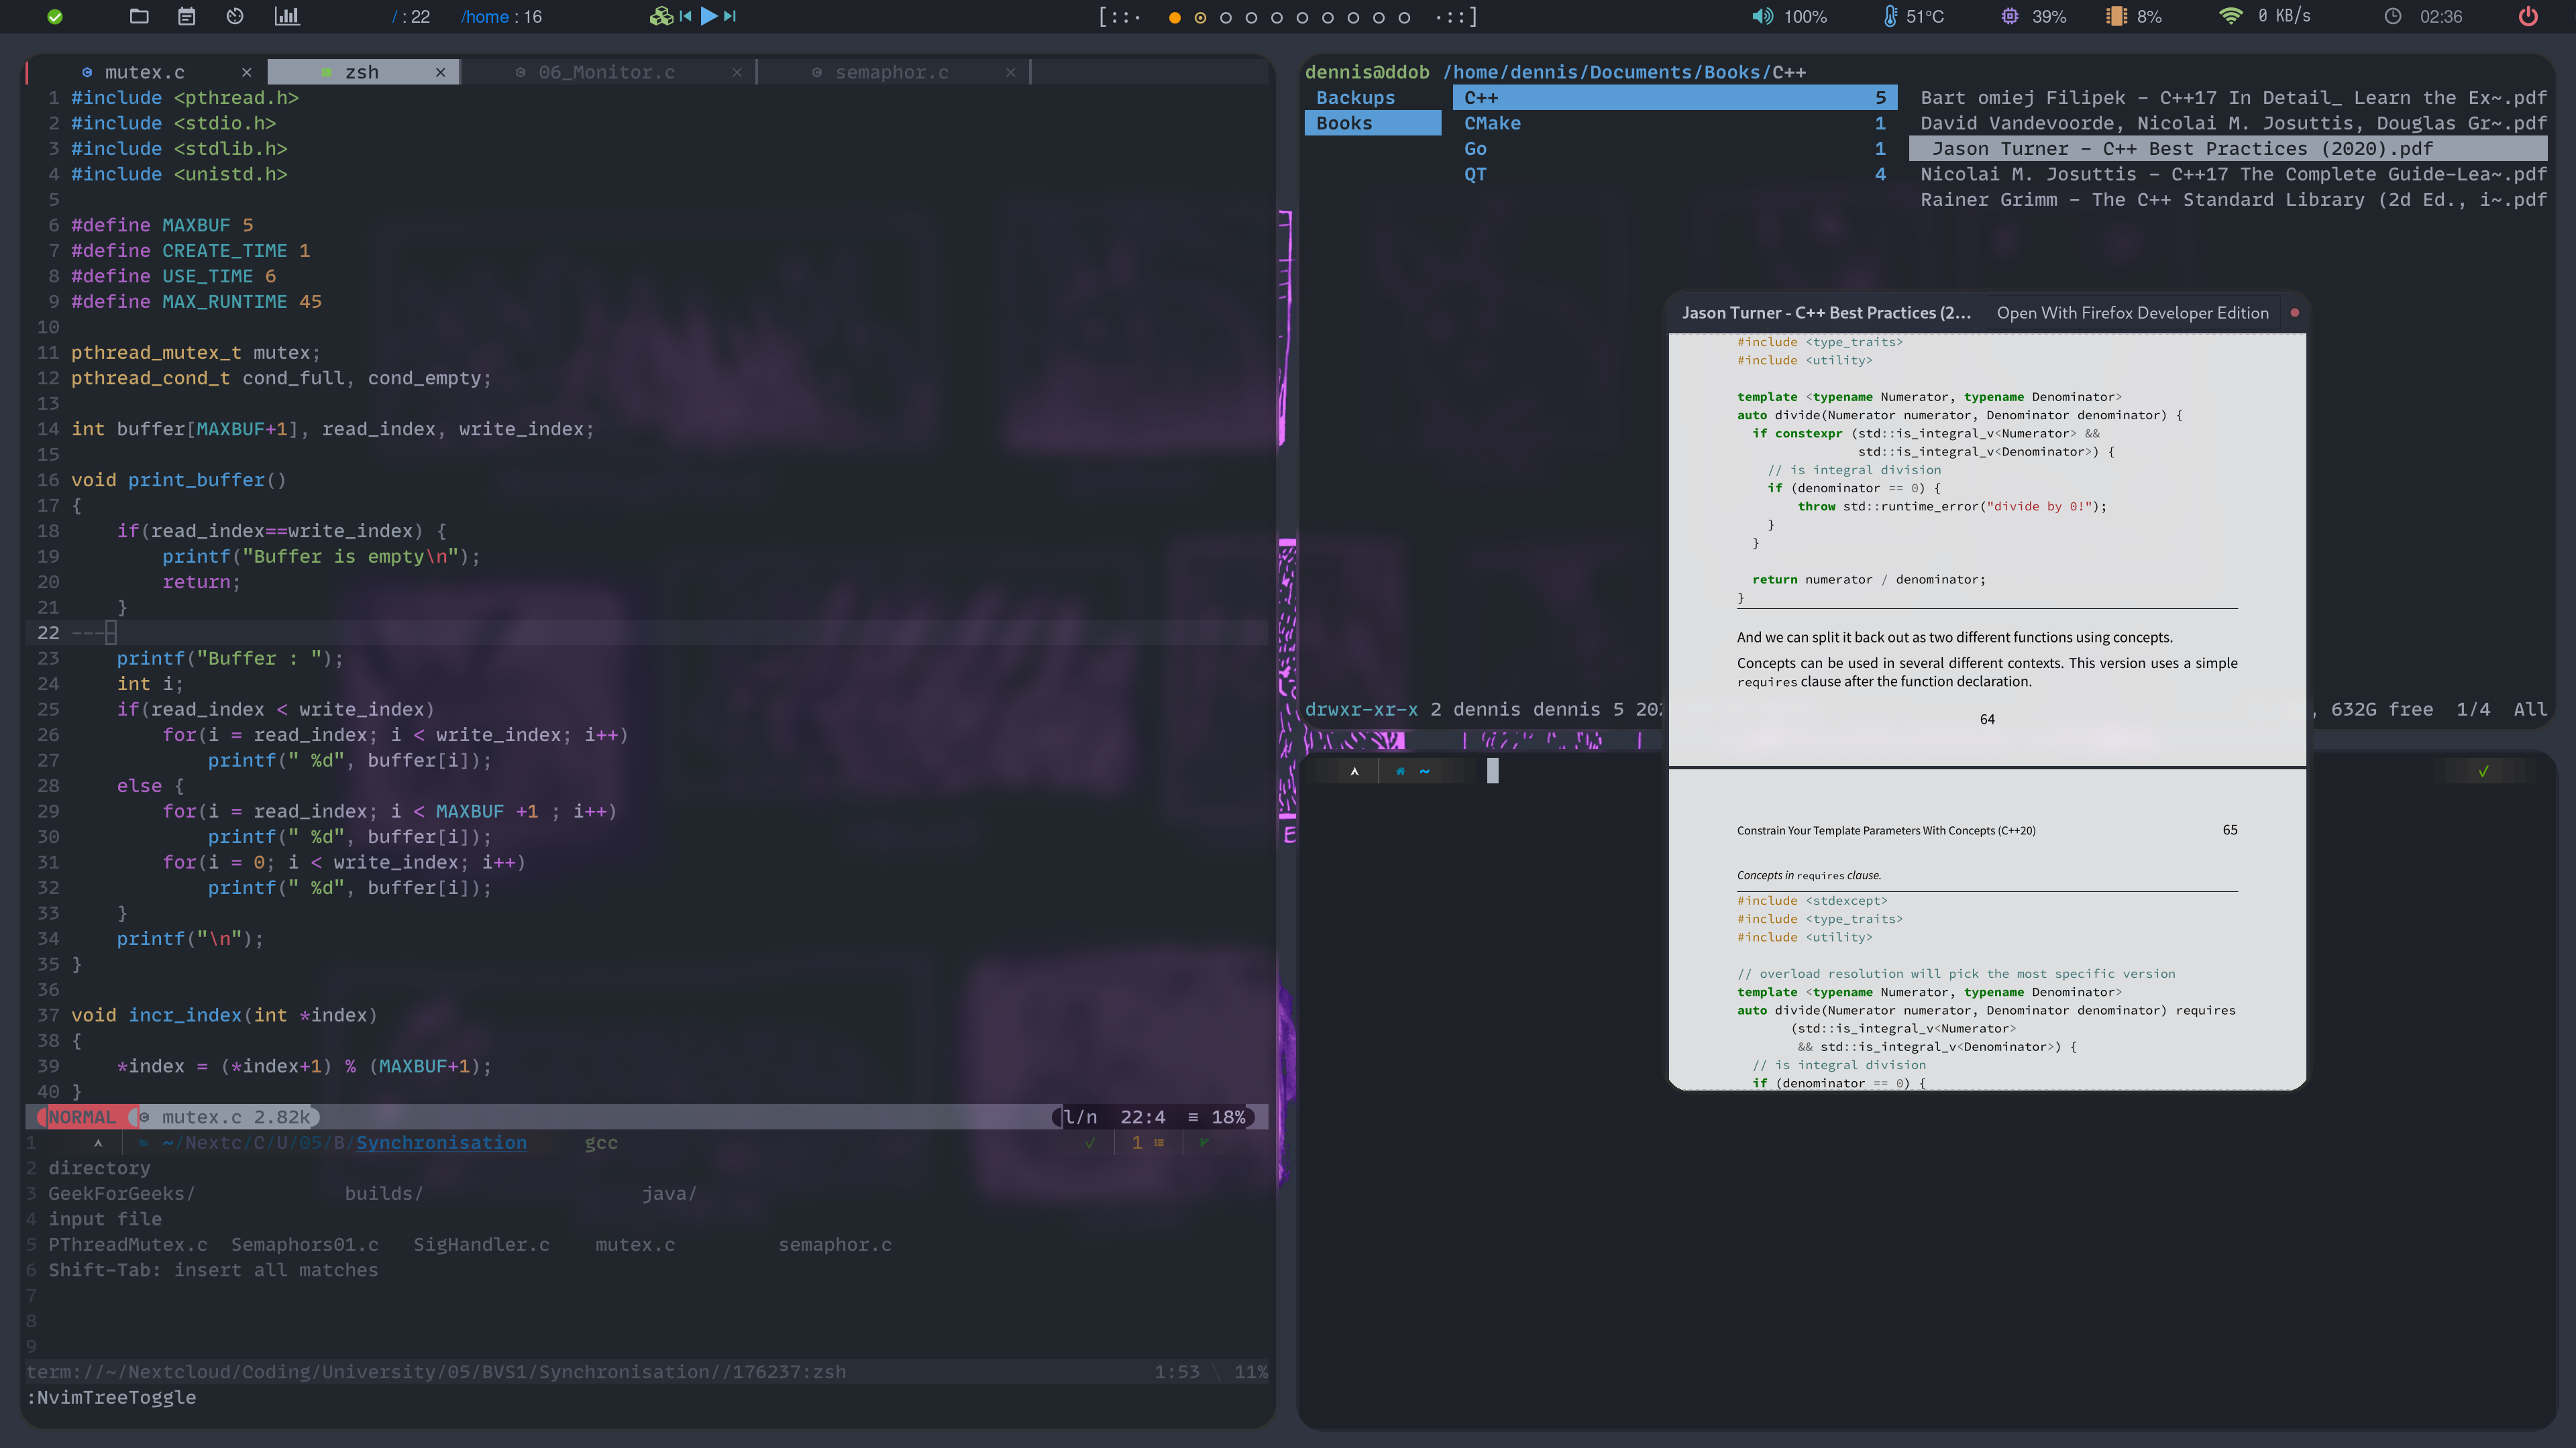 / : 22 /home : 16 [::· ·::] 100% 51°C 39% 8% 0 KB/s 02:36
mutex.c × zsh × 06_Monitor.c × semaphor.c ×
1 #include <pthread.h>
2 #include <stdio.h>
3 #include <stdlib.h>
4 #include <unistd.h>
5
6 #define MAXBUF 5
7 #define CREATE_TIME 1
8 #define USE_TIME 6
9 #define MAX_RUNTIME 45
10
11 pthread_mutex_t mutex;
12 pthread_cond_t cond_full, cond_empty;
13
14 int buffer[MAXBUF+1], read_index, write_index;
15
16 void print_buffer()
17 {
18     if(read_index==write_index) {
19         printf("Buffer is empty\n");
20         return;
21     }
22 ----
23     printf("Buffer : ");
24     int i;
25     if(read_index < write_index)
26         for(i = read_index; i < write_index; i++)
27             printf(" %d", buffer[i]);
28     else {
29         for(i = read_index; i < MAXBUF +1 ; i++)
30             printf(" %d", buffer[i]);
31         for(i = 0; i < write_index; i++)
32             printf(" %d", buffer[i]);
33     }
34     printf("\n");
35 }
36
37 void incr_index(int *index)
38 {
39     *index = (*index+1) % (MAXBUF+1);
40 }
NORMAL mutex.c 2.82k l/n 22:4 ≡ 18%
1 ~/Nextc/C/U/05/B/Synchronisation gcc ✓ 1
2 directory
3 GeekForGeeks/ builds/ java/
4 input file
5 PThreadMutex.c Semaphors01.c SigHandler.c mutex.c semaphor.c
6 Shift-Tab: insert all matches
7
8
9
term://~/Nextcloud/Coding/University/05/BVS1/Synchronisation//176237:zsh 1:53 \ 11%
:NvimTreeToggle
dennis@ddob /home/dennis/Documents/Books/C++
Backups C++ 5 Bart omiej Filipek - C++17 In Detail_ Learn the Ex~.pdf
Books CMake 1 David Vandevoorde, Nicolai M. Josuttis, Douglas Gr~.pdf
Go 1 Jason Turner - C++ Best Practices (2020).pdf
QT 4 Nicolai M. Josuttis - C++17 The Complete Guide-Lea~.pdf
Rainer Grimm - The C++ Standard Library (2d Ed., i~.pdf
drwxr-xr-x 2 dennis dennis 5 202 , 632G free 1/4 All
~ ✓
Jason Turner - C++ Best Practices (2... Open With Firefox Developer Edition
#include <type_traits>
#include <utility>
template <typename Numerator, typename Denominator>
auto divide(Numerator numerator, Denominator denominator) {
  if constexpr (std::is_integral_v<Numerator> &&
                std::is_integral_v<Denominator>) {
    // is integral division
    if (denominator == 0) {
        throw std::runtime_error("divide by 0!");
    }
  }
  return numerator / denominator;
}
And we can split it back out as two different functions using concepts.
Concepts can be used in several different contexts. This version uses a simple
requires clause after the function declaration.
64
Constrain Your Template Parameters With Concepts (C++20) 65
Concepts in requires clause.
#include <stdexcept>
#include <type_traits>
#include <utility>
// overload resolution will pick the most specific version
template <typename Numerator, typename Denominator>
auto divide(Numerator numerator, Denominator denominator) requires
       (std::is_integral_v<Numerator>
        && std::is_integral_v<Denominator>) {
  // is integral division
  if (denominator == 0) {